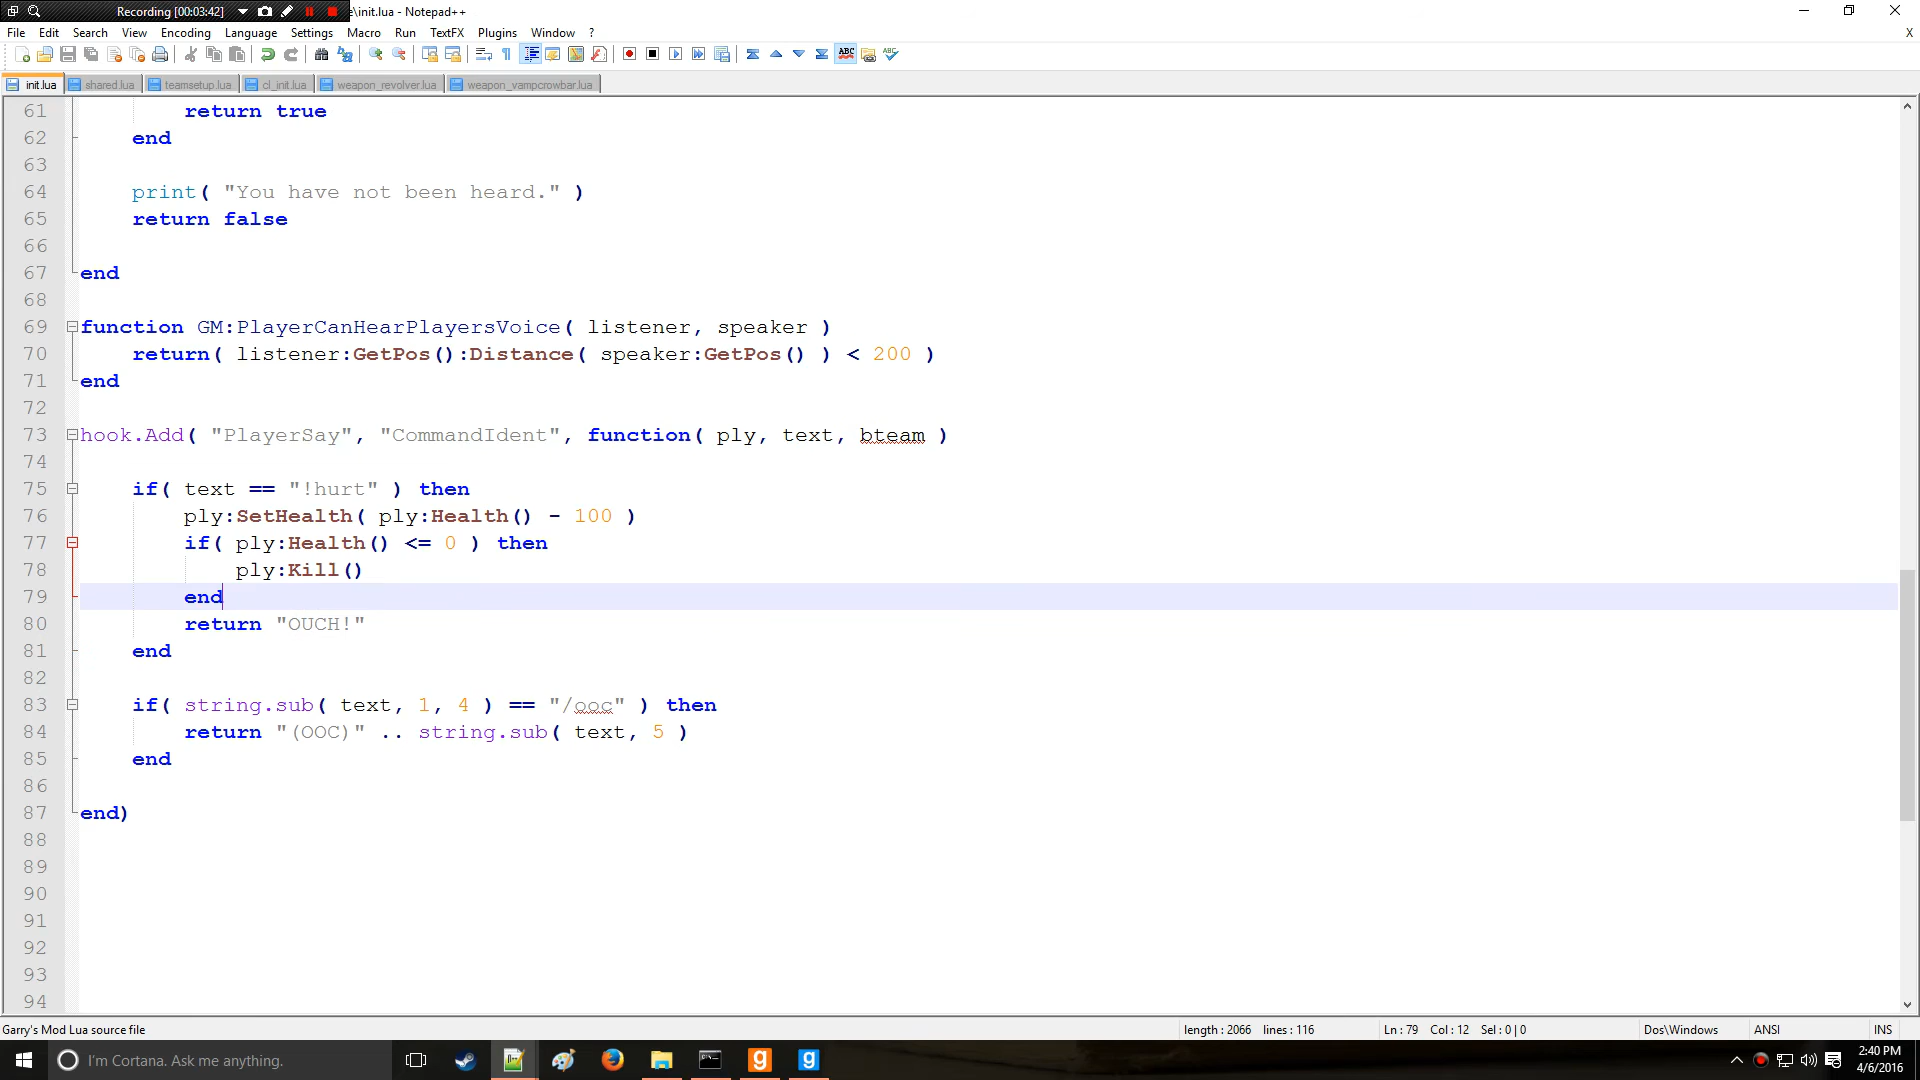 Recording [00:03:42]
e\init.lua - Notepad++
File Edit Search View Encoding Language Settings Macro Run TextFX Plugins Window ? X
init.lua shared.lua teamsetup.lua cl_init.lua weapon_revolver.lua weapon_vampcrowbar.lua
61 return true
62 end
63
64 print( "You have not been heard." )
65 return false
66
67 end
68
69 function GM:PlayerCanHearPlayersVoice( listener, speaker )
70 return( listener:GetPos():Distance( speaker:GetPos() ) < 200 )
71 end
72
73 hook.Add( "PlayerSay", "CommandIdent", function( ply, text, bteam )
74
75 if( text == "!hurt" ) then
76 ply:SetHealth( ply:Health() - 100 )
77 if( ply:Health() <= 0 ) then
78 ply:Kill()
79 end
80 return "OUCH!"
81 end
82
83 if( string.sub( text, 1, 4 ) == "/ooc" ) then
84 return "(OOC)" .. string.sub( text, 5 )
85 end
86
87 end)
88
89
90
91
92
93
94
Garry's Mod Lua source file length : 2066 lines : 116 Ln : 79 Col : 12 Sel : 0 | 0 Dos\Windows ANSI INS
I'm Cortana. Ask me anything.
2:40 PM
4/6/2016